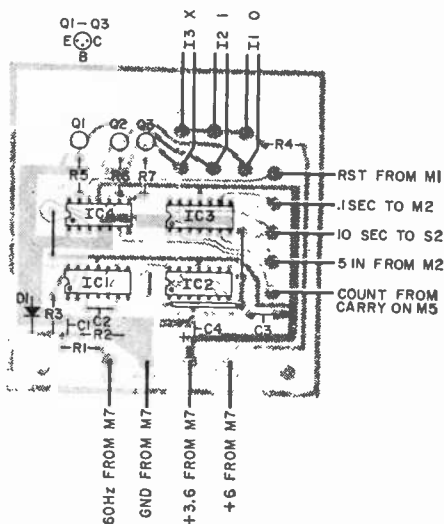 Q1-Q3
E C
B
I3 X
I2 1
I1 0
Q1 Q2 Q3
R4
R5 R6 R7
RST FROM M1
.1SEC TO M2
IC4 IC3
10 SEC TO S2
5 IN FROM M2
IC1 IC2
COUNT FROM
CARRY ON M5
D1
R3
C1 C2
R2
R1
C4 C3
60Hz FROM M7
GND FROM M7
+3.6 FROM M7
+6 FROM M7